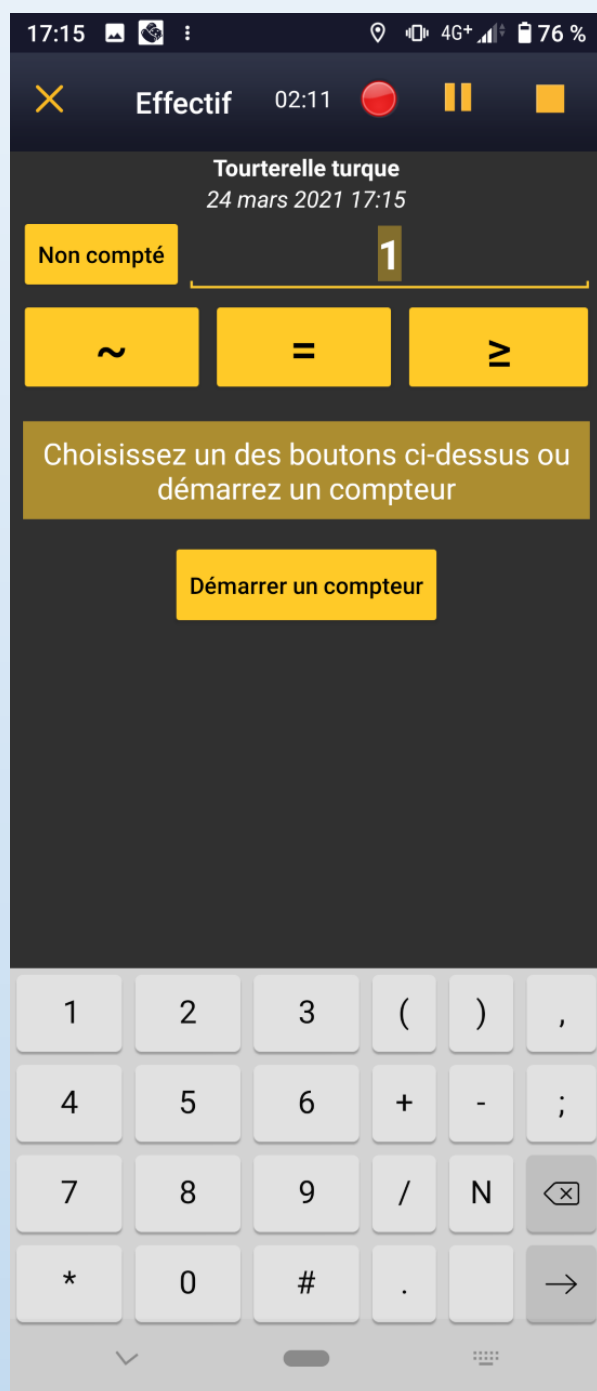 17:15 4G+ 76 %
Effectif 02:11
Tourterelle turque
24 mars 2021 17:15
Non compté 1
~ = ≥
Choisissez un des boutons ci-dessus ou
démarrez un compteur
Démarrer un compteur
1 2 3 ( ) ,
4 5 6 + - ;
7 8 9 / N
* 0 # .